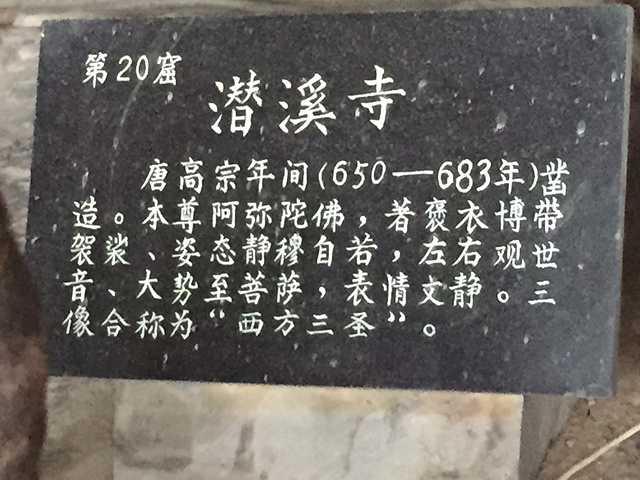 第20窟
潜溪寺
唐高宗年间(650—683年)凿
造。本尊阿弥陀佛，著褒衣博带
袈裟、姿态静穆自若，左右观世
音、大势至菩萨，表情文静。三
像合称为“西方三圣”。